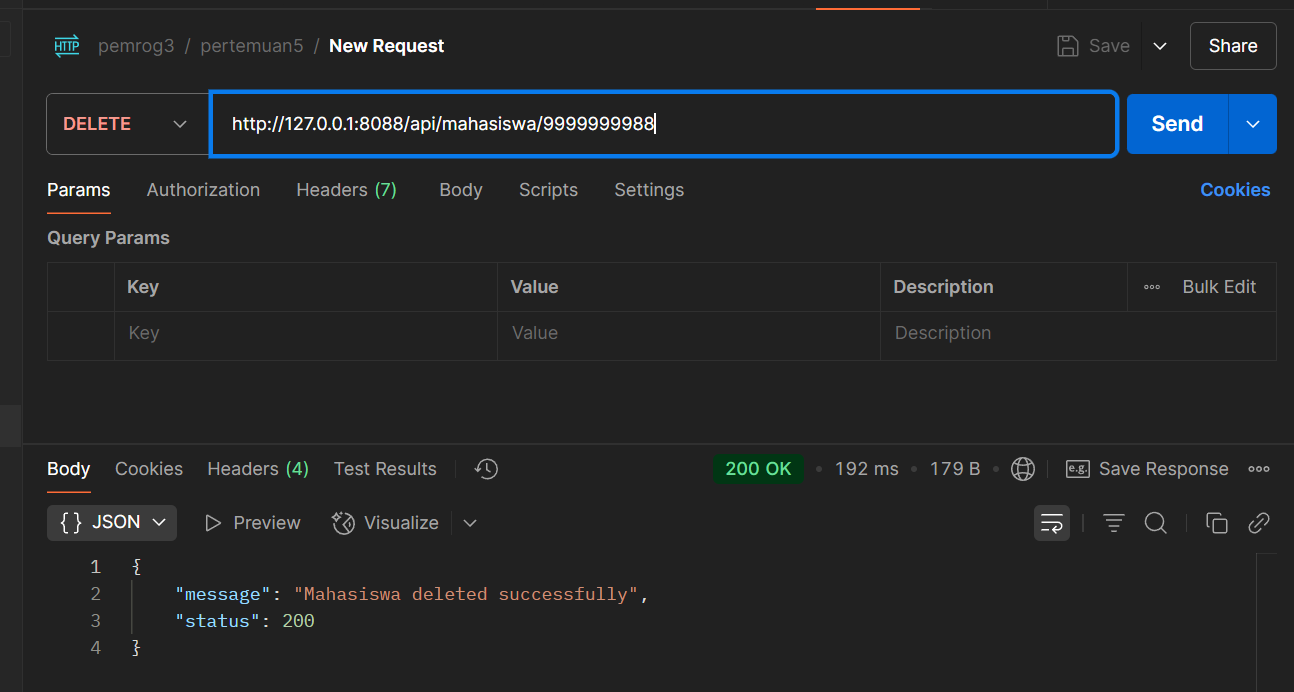 HTTP pemrog3 / pertemuan5 / New Request Save Share
DELETE http://127.0.0.1:8088/api/mahasiswa/9999999988 Send
Params Authorization Headers (7) Body Scripts Settings Cookies
Query Params
Key Value Description Bulk Edit
Key Value Description
Body Cookies Headers (4) Test Results 200 OK • 192 ms • 179 B • e.g. Save Response
{} JSON Preview Visualize
1 {
2 "message": "Mahasiswa deleted successfully",
3 "status": 200
4 }